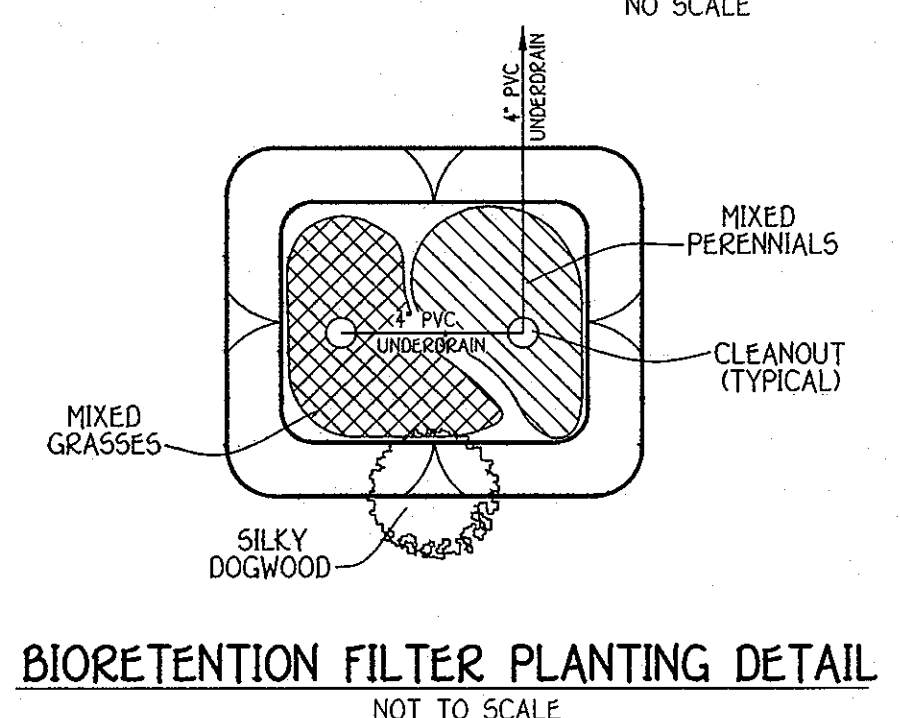 NO SCALE
4" PVC
UNDERDRAIN
MIXED
PERENNIALS
4" PVC
UNDERDRAIN
CLEANOUT
(TYPICAL)
MIXED
GRASSES
SILKY
DOGWOOD
BIORETENTION FILTER PLANTING DETAIL
NOT TO SCALE